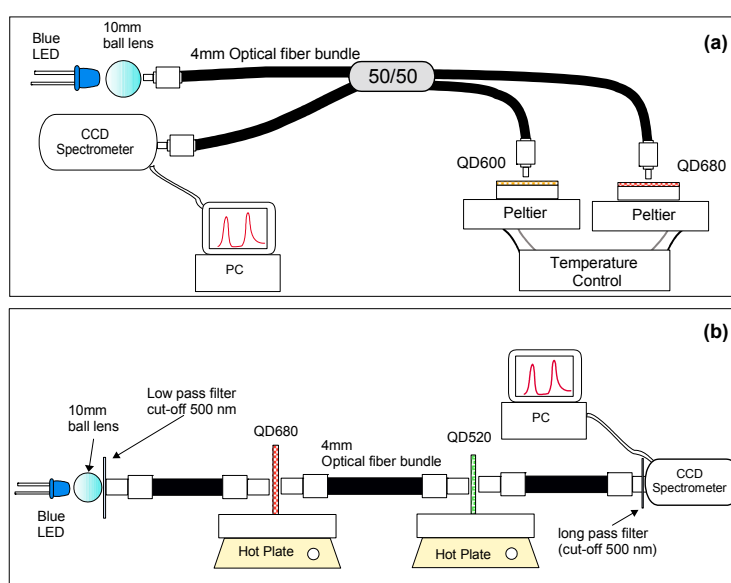 (a)
Blue
LED
10mm
ball lens
4mm Optical fiber bundle
50/50
CCD
Spectrometer
PC
QD600
QD680
Peltier
Peltier
Temperature
Control
(b)
10mm
ball lens
Low pass filter
cut-off 500 nm
QD680
4mm
Optical fiber bundle
QD520
PC
CCD
Spectrometer
Blue
LED
Hot Plate
Hot Plate
long pass filter
(cut-off 500 nm)